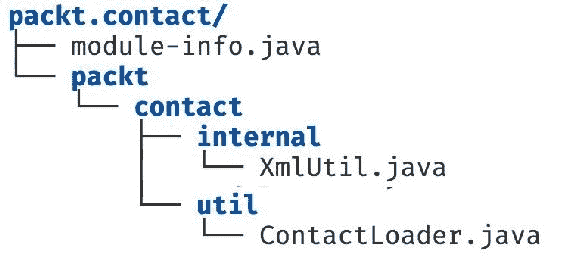 packt.contact/
module-info.java
packt
contact
internal
XmlUtil.java
util
ContactLoader.java